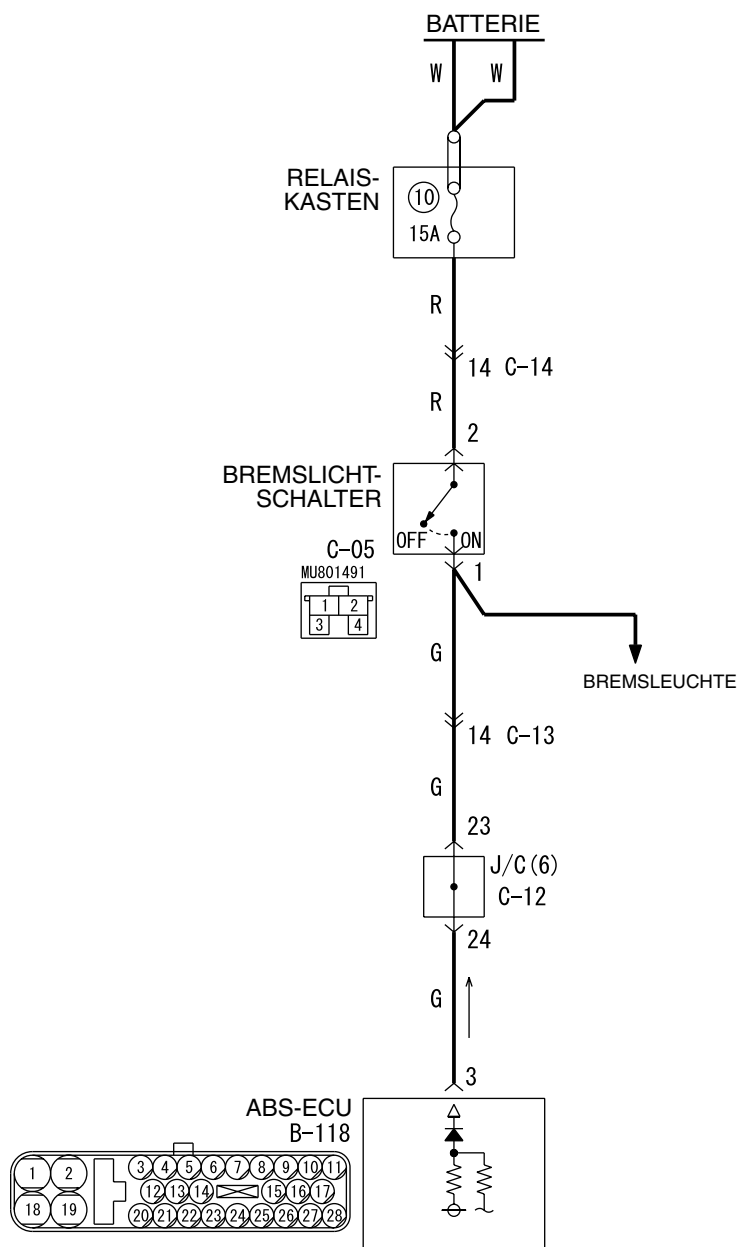 BATTERIE
W W
RELAIS-
KASTEN
10
15A
R
14 C-14
R
2
BREMSLICHT-
SCHALTER
OFF ON
C-05
MU801491
1 2
3 4
1
G
BREMSLEUCHTE
14 C-13
G
23
J/C(6)
C-12
24
G
3
ABS-ECU
B-118
1 2 3 4 5 6 7 8 9 10 11
12 13 14 15 16 17
18 19 20 21 22 23 24 25 26 27 28